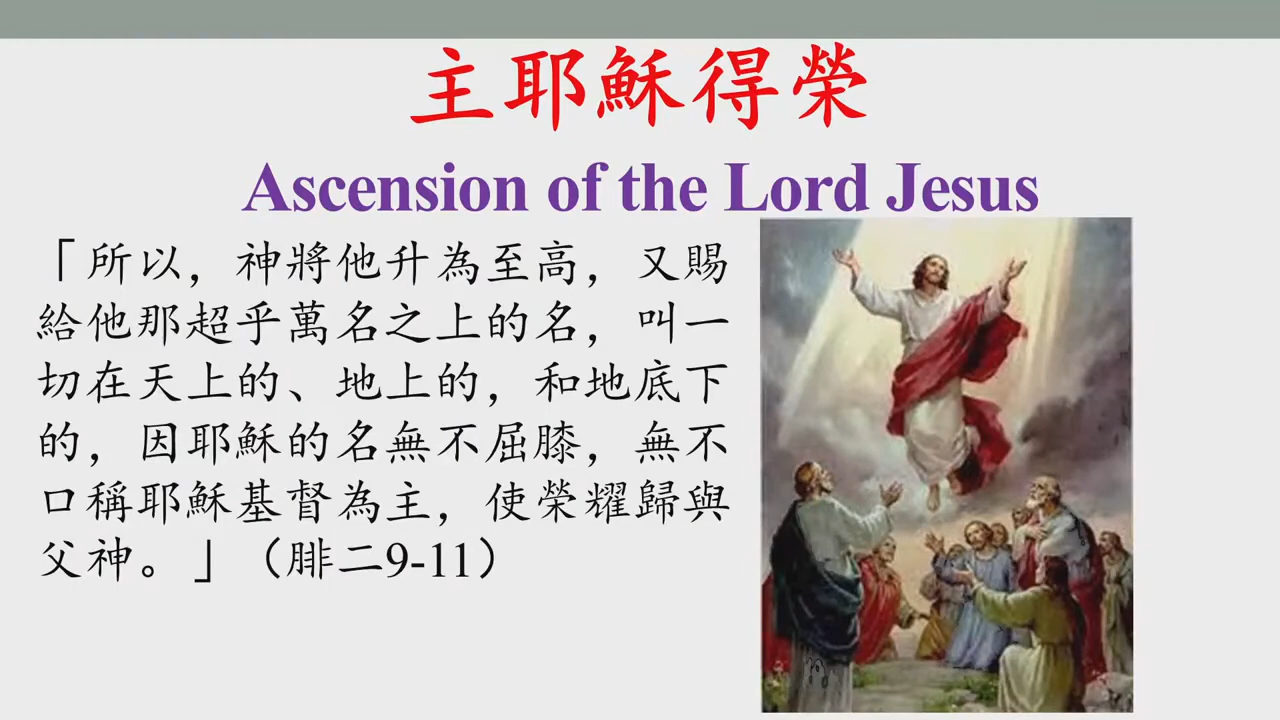 主耶穌得榮
Ascension of the Lord Jesus
「所以，神將他升為至高，又賜
給他那超乎萬名之上的名，叫一
切在天上的、地上的，和地底下
的，因耶穌的名無不屈膝，無不
口稱耶穌基督為主，使榮耀歸與
父神。」（腓二9-11）